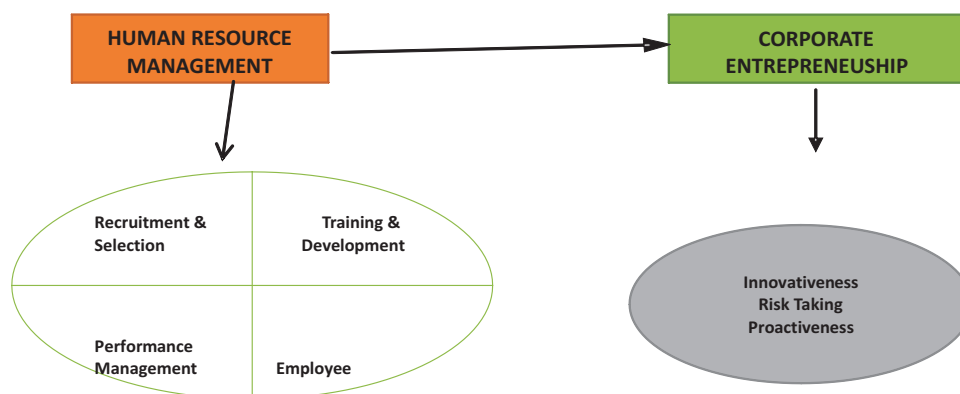 HUMAN RESOURCE
MANAGEMENT
CORPORATE
ENTREPRENEUSHIP
Recruitment &
Selection
Training &
Development
Performance
Management
Employee
Innovativeness
Risk Taking
Proactiveness